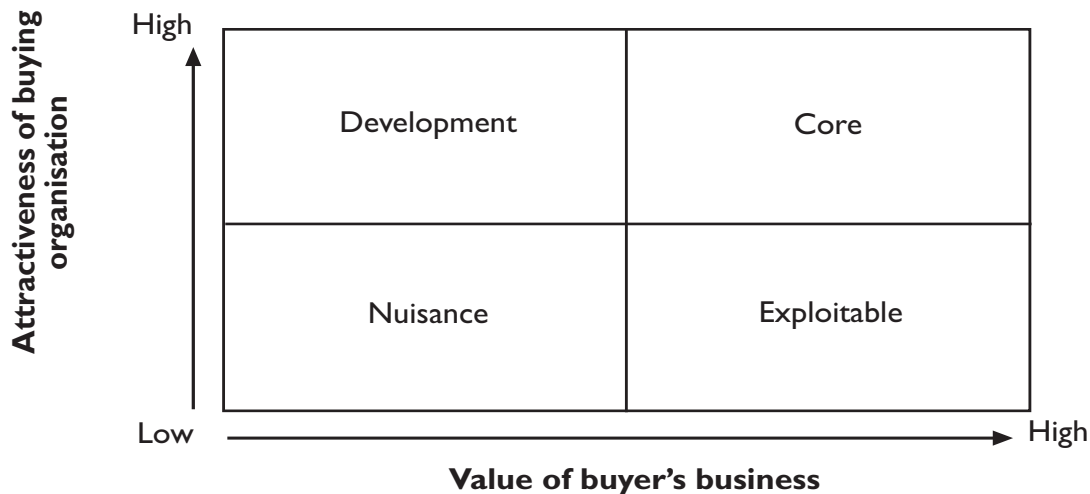 Attractiveness of buying
organisation
High
Development
Core
Nuisance
Exploitable
Low
High
Value of buyer’s business